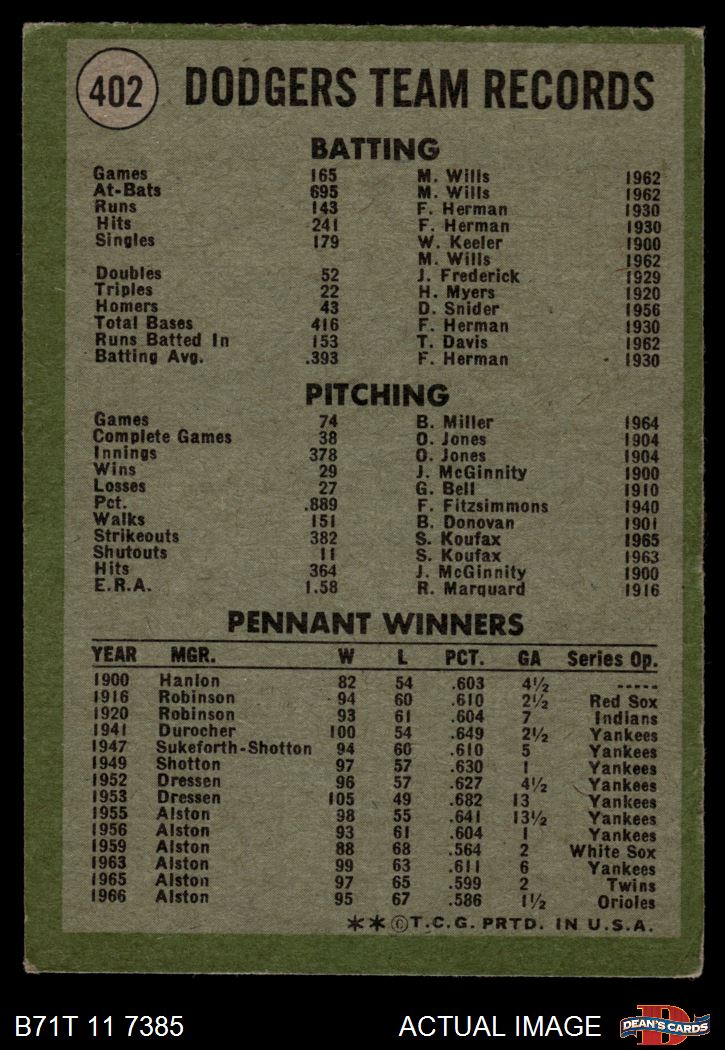 402 DODGERS TEAM RECORDS
BATTING
Games 165 M. Wills 1962
At-Bats 695 M. Wills 1962
Runs 143 F. Herman 1930
Hits 241 F. Herman 1930
Singles 179 W. Keeler 1900
M. Wills 1962
Doubles 52 J. Frederick 1929
Triples 22 H. Myers 1920
Homers 43 D. Snider 1956
Total Bases 416 F. Herman 1930
Runs Batted In 153 T. Davis 1962
Batting Avg. .393 F. Herman 1930
PITCHING
Games 74 B. Miller 1964
Complete Games 38 O. Jones 1904
Innings 378 O. Jones 1904
Wins 29 J. McGinnity 1900
Losses 27 G. Bell 1910
Pct. .889 F. Fitzsimmons 1940
Walks 151 B. Donovan 1901
Strikeouts 382 S. Koufax 1965
Shutouts 11 S. Koufax 1963
Hits 364 J. McGinnity 1900
E.R.A. 1.58 R. Marquard 1916
PENNANT WINNERS
YEAR MGR. W L PCT. GA Series Op.
1900 Hanlon 82 54 .603 4½ -----
1916 Robinson 94 60 .610 2½ Red Sox
1920 Robinson 93 61 .604 7 Indians
1941 Durocher 100 54 .649 2½ Yankees
1947 Sukeforth-Shotton 94 60 .610 5 Yankees
1949 Shotton 97 57 .630 1 Yankees
1952 Dressen 96 57 .627 4½ Yankees
1953 Dressen 105 49 .682 13 Yankees
1955 Alston 98 55 .641 13½ Yankees
1956 Alston 93 61 .604 1 Yankees
1959 Alston 88 68 .564 2 White Sox
1963 Alston 99 63 .611 6 Yankees
1965 Alston 97 65 .599 2 Twins
1966 Alston 95 67 .586 1½ Orioles
**©T.C.G. PRTD. IN U.S.A.
B71T 11 7385 ACTUAL IMAGE D DEAN'S CARDS